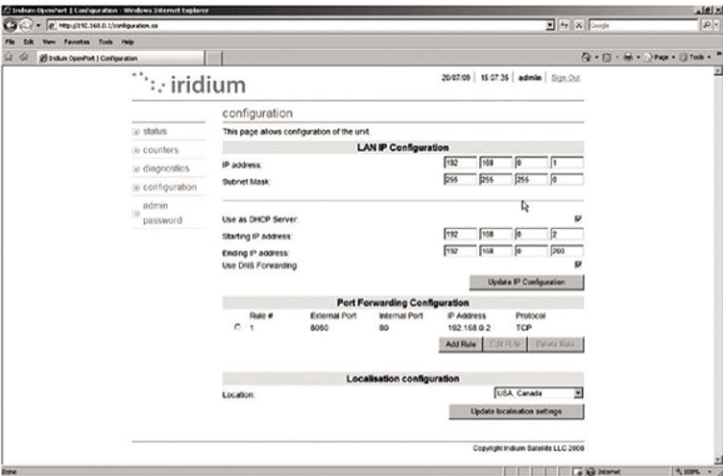 Iridium OpenPort | Configuration - Windows Internet Explorer
http://192.168.0.1/configuration.ss
Google
File Edit View Favorites Tools Help
Iridium OpenPort | Configuration
Page Tools
iridium
20/07/09 15:07:35 admin Sign Out
configuration
This page allows configuration of the unit.
status
counters
diagnostics
configuration
admin password
LAN IP Configuration
IP address: 192 168 0 1
Subnet Mask: 255 255 255 0
Use as DHCP Server:
Starting IP address: 192 168 0 2
Ending IP address: 192 168 0 200
Use DNS Forwarding
Update IP Configuration
Port Forwarding Configuration
Rule # External Port Internal Port IP Address Protocol
1 8080 80 192.168.0.2 TCP
Add Rule Edit Rule Delete Rule
Localisation configuration
Location: USA, Canada
Update localisation settings
Copyright Iridium Satellite LLC 2008
Done
Internet
100%